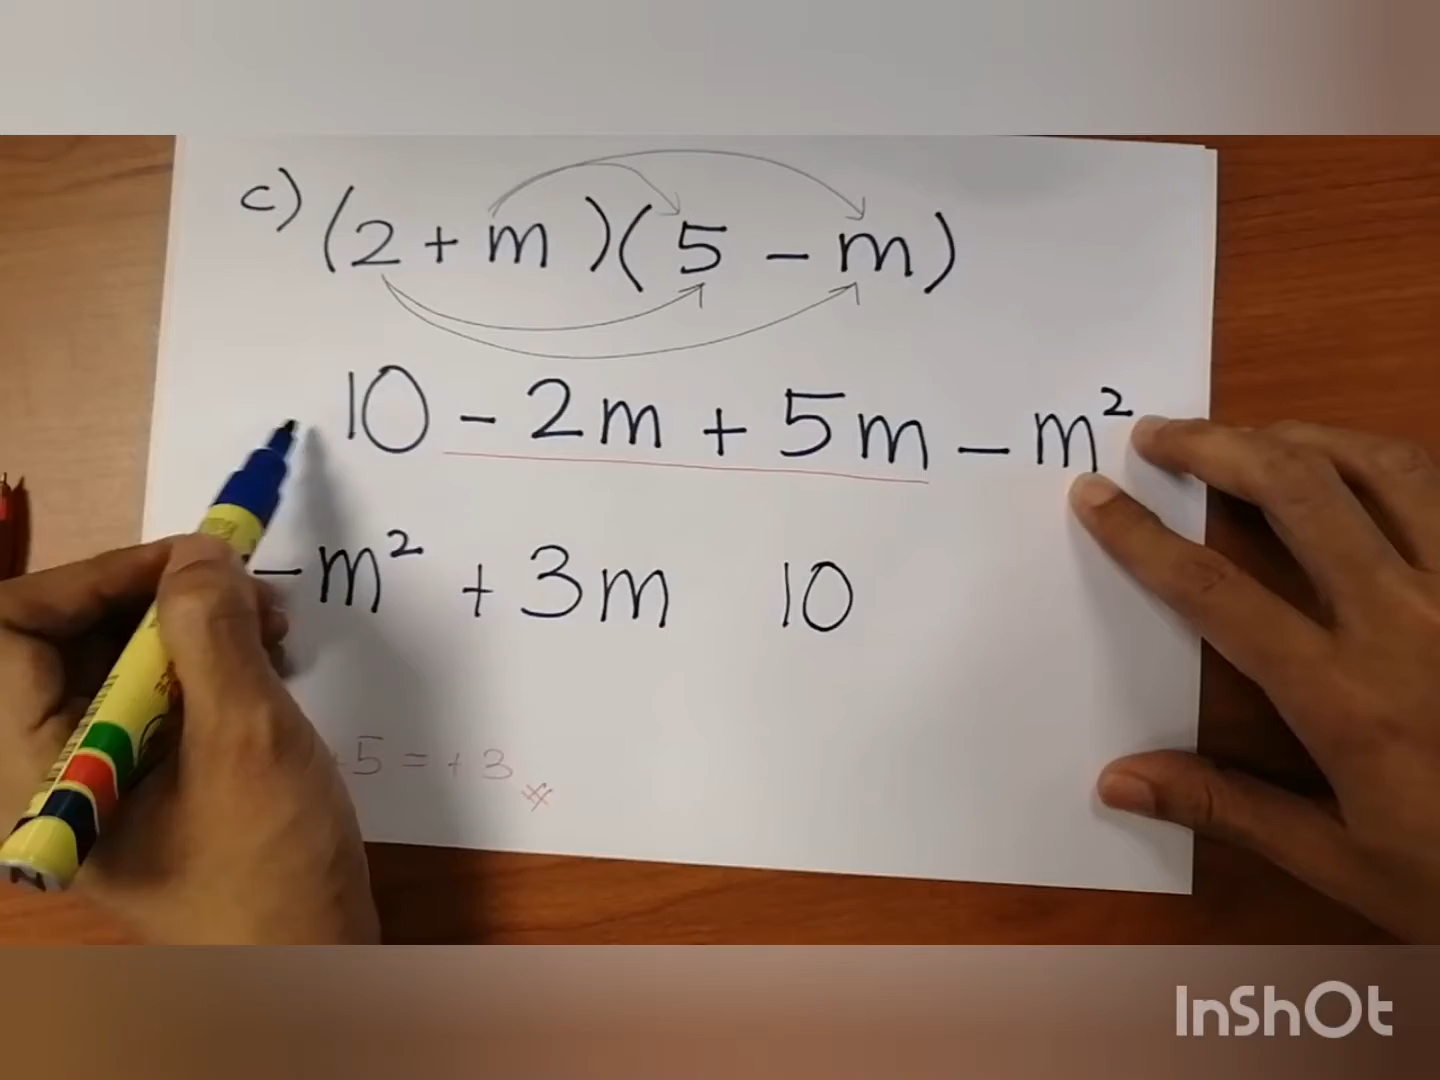 c) (2 + m)(5 - m)
10 - 2m + 5m - m²
- m² + 3m 10
+5 = +3
InShOt